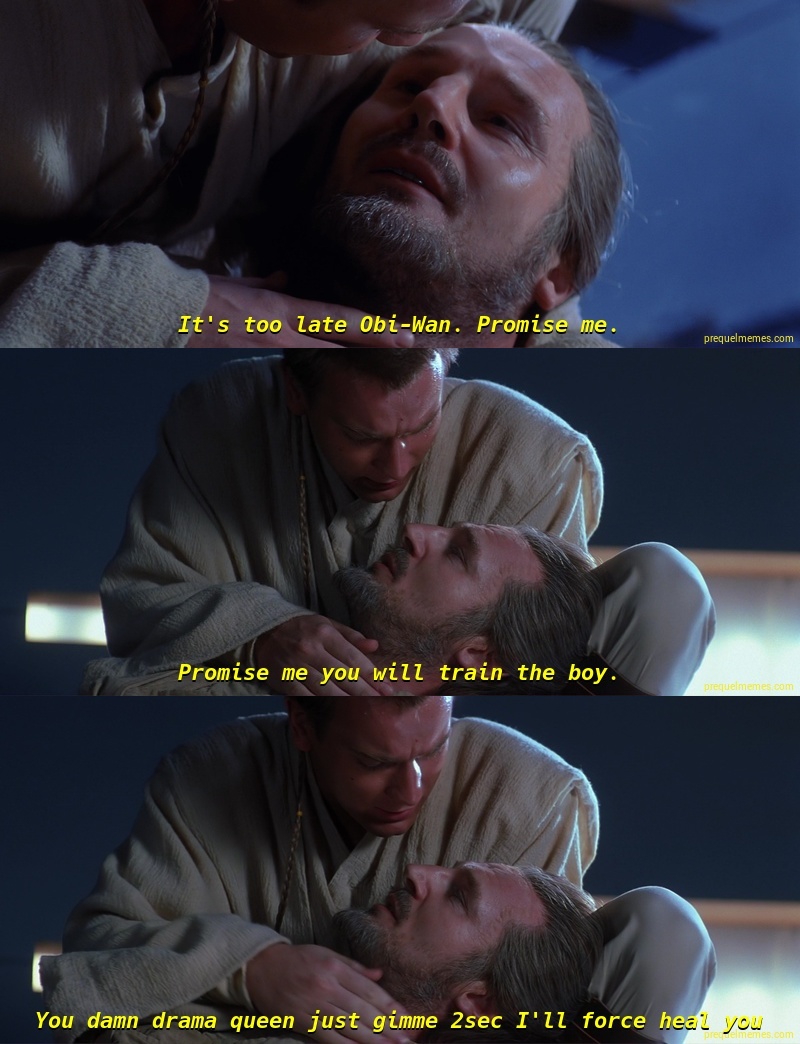 It's too late Obi-Wan. Promise me.
prequelmemes.com
Promise me you will train the boy.
prequelmemes.com
You damn drama queen just gimme 2sec I'll force heal you
prequelmemes.com